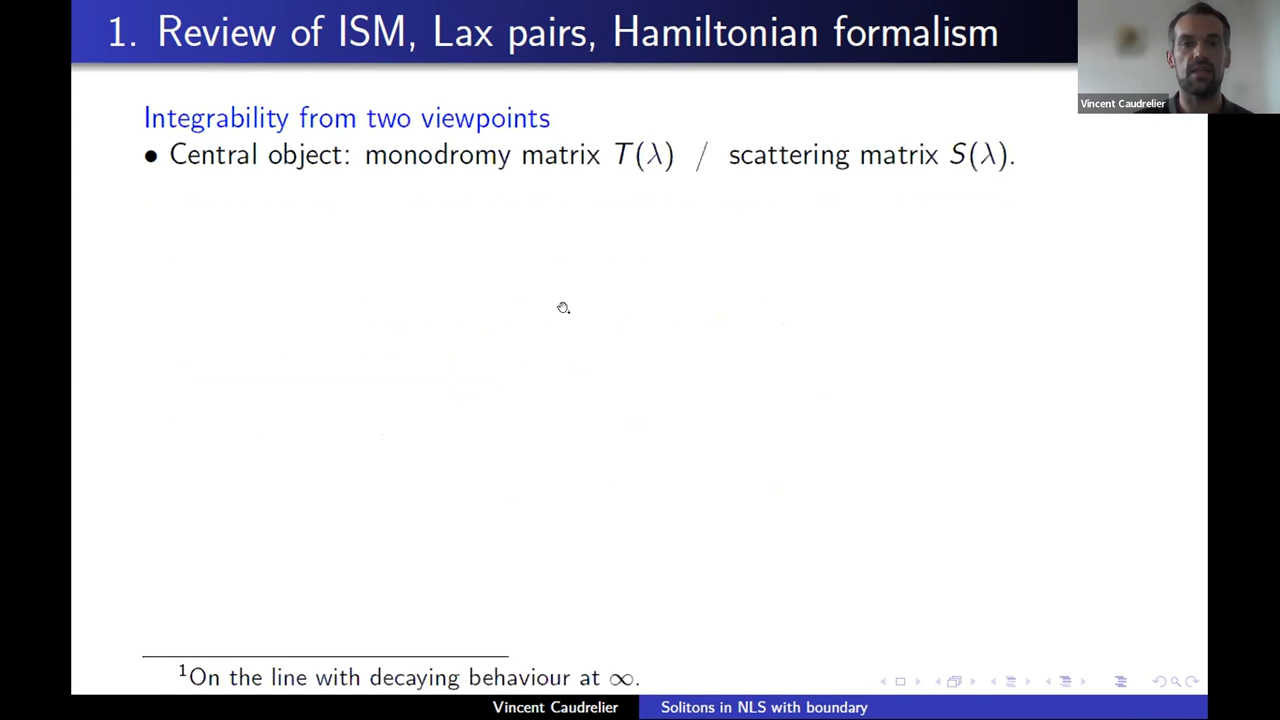 1. Review of ISM, Lax pairs, Hamiltonian formalism
Vincent Caudrelier
Integrability from two viewpoints
• Central object: monodromy matrix T(λ) / scattering matrix S(λ).
¹On the line with decaying behaviour at ∞.
Vincent Caudrelier
Solitons in NLS with boundary